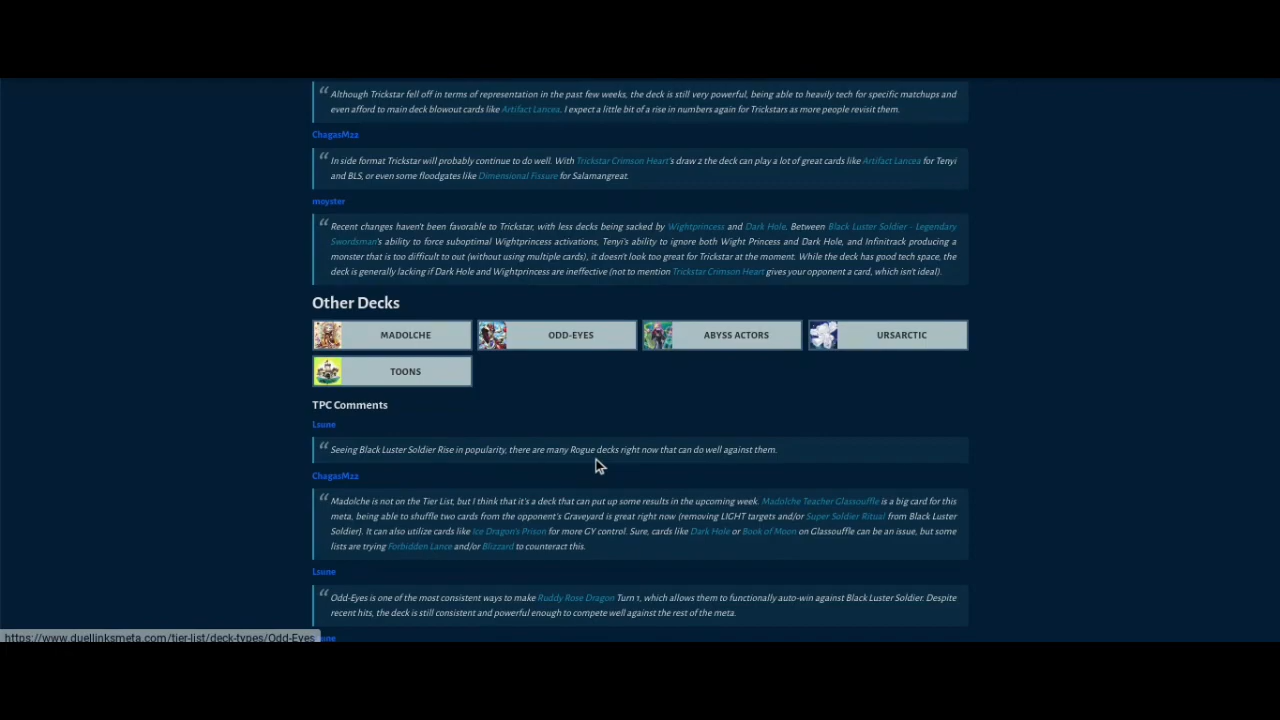 “ Although Trickstar fell off in terms of representation in the past few weeks, the deck is still very powerful, being able to heavily tech for specific matchups and
even afford to main deck blowout cards like Artifact Lancea. I expect a little bit of a rise in numbers again for Trickstars as more people revisit them.
ChagasMzz
“ In side format Trickstar will probably continue to do well. With Trickstar Crimson Heart's draw 2 the deck can play a lot of great cards like Artifact Lancea for Tenyi
and BLS, or even some floodgates like Dimensional Fissure for Salamangreat.
moyster
“ Recent changes haven't been favorable to Trickstar, with less decks being sacked by Wightprincess and Dark Hole. Between Black Luster Soldier - Legendary
Swordsman's ability to force suboptimal Wightprincess activations, Tenyi's ability to ignore both Wight Princess and Dark Hole, and Infinitrack producing a
monster that is too difficult to out (without using multiple cards), it doesn't look too great for Trickstar at the moment. While the deck has good tech space, the
deck is generally lacking if Dark Hole and Wightprincess are ineffective (not to mention Trickstar Crimson Heart gives your opponent a card, which isn't ideal).
Other Decks
MADOLCHE ODD-EYES ABYSS ACTORS URSARCTIC
TOONS
TPC Comments
Lsune
“ Seeing Black Luster Soldier Rise in popularity, there are many Rogue decks right now that can do well against them.
ChagasMzz
“ Madolche is not on the Tier List, but I think that it's a deck that can put up some results in the upcoming week. Madolche Teacher Glassouffle is a big card for this
meta, being able to shuffle two cards from the opponent's Graveyard is great right now (removing LIGHT targets and/or Super Soldier Ritual from Black Luster
Soldier). It can also utilize cards like Ice Dragon's Prison for more GY control. Sure, cards like Dark Hole or Book of Moon on Glassouffle can be an issue, but some
lists are trying Forbidden Lance and/or Blizzard to counteract this.
Lsune
“ Odd-Eyes is one of the most consistent ways to make Ruddy Rose Dragon Turn 1, which allows them to functionally auto-win against Black Luster Soldier. Despite
recent hits, the deck is still consistent and powerful enough to compete well against the rest of the meta.
https://www.duellinksmeta.com/tier-list/deck-types/Odd-Eyes